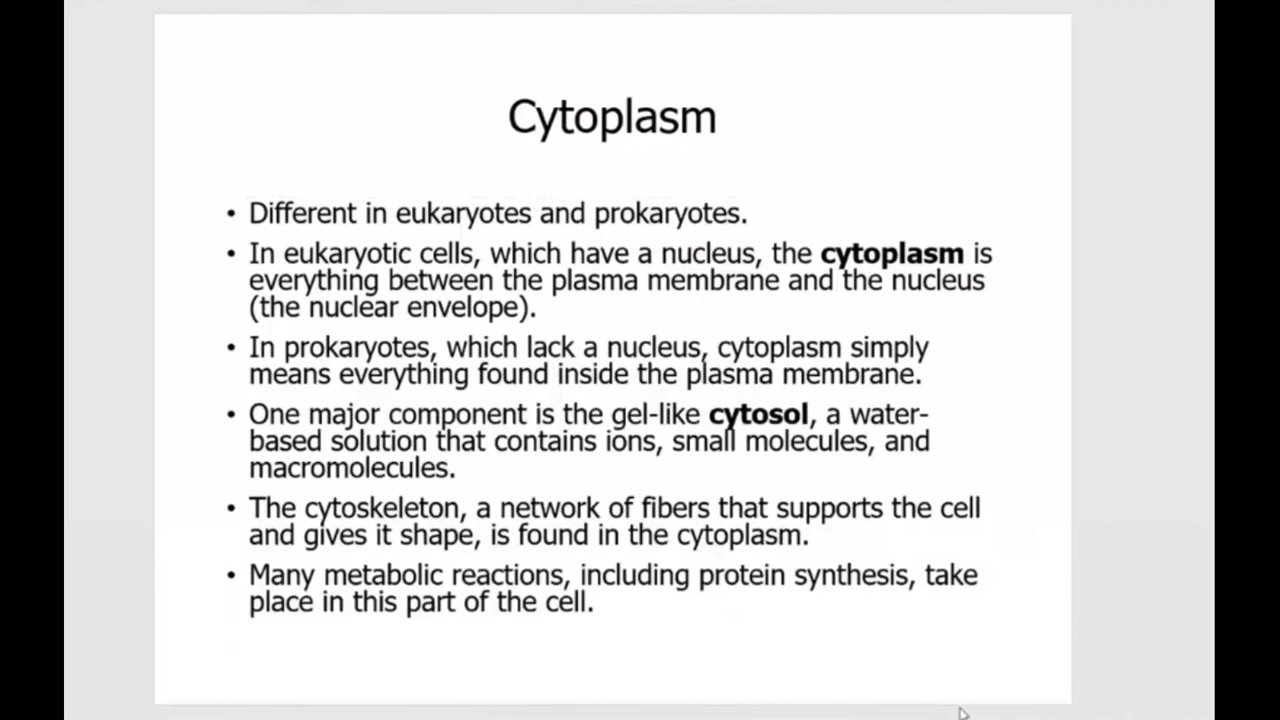 Cytoplasm
• Different in eukaryotes and prokaryotes.
• In eukaryotic cells, which have a nucleus, the cytoplasm is
everything between the plasma membrane and the nucleus
(the nuclear envelope).
• In prokaryotes, which lack a nucleus, cytoplasm simply
means everything found inside the plasma membrane.
• One major component is the gel-like cytosol, a water-
based solution that contains ions, small molecules, and
macromolecules.
• The cytoskeleton, a network of fibers that supports the cell
and gives it shape, is found in the cytoplasm.
• Many metabolic reactions, including protein synthesis, take
place in this part of the cell.